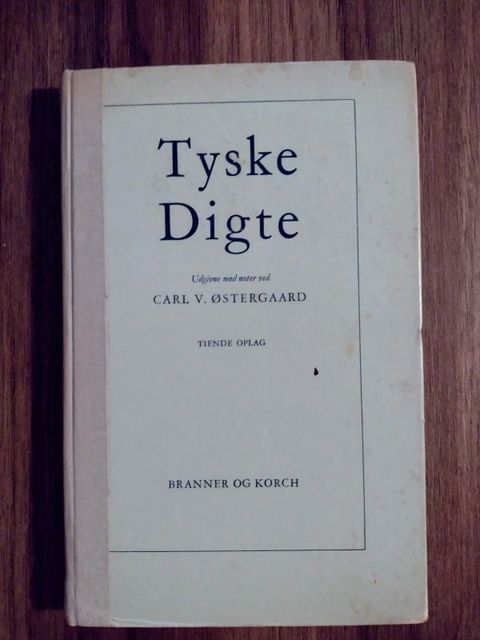 Tyske
Digte
Udgivne med noter ved
CARL V. ØSTERGAARD
TIENDE OPLAG
BRANNER OG KORCH